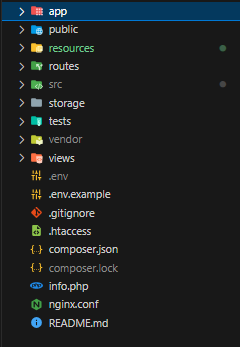 app
public
resources
routes
src
storage
tests
vendor
views
.env
.env.example
.gitignore
.htaccess
composer.json
composer.lock
info.php
nginx.conf
README.md